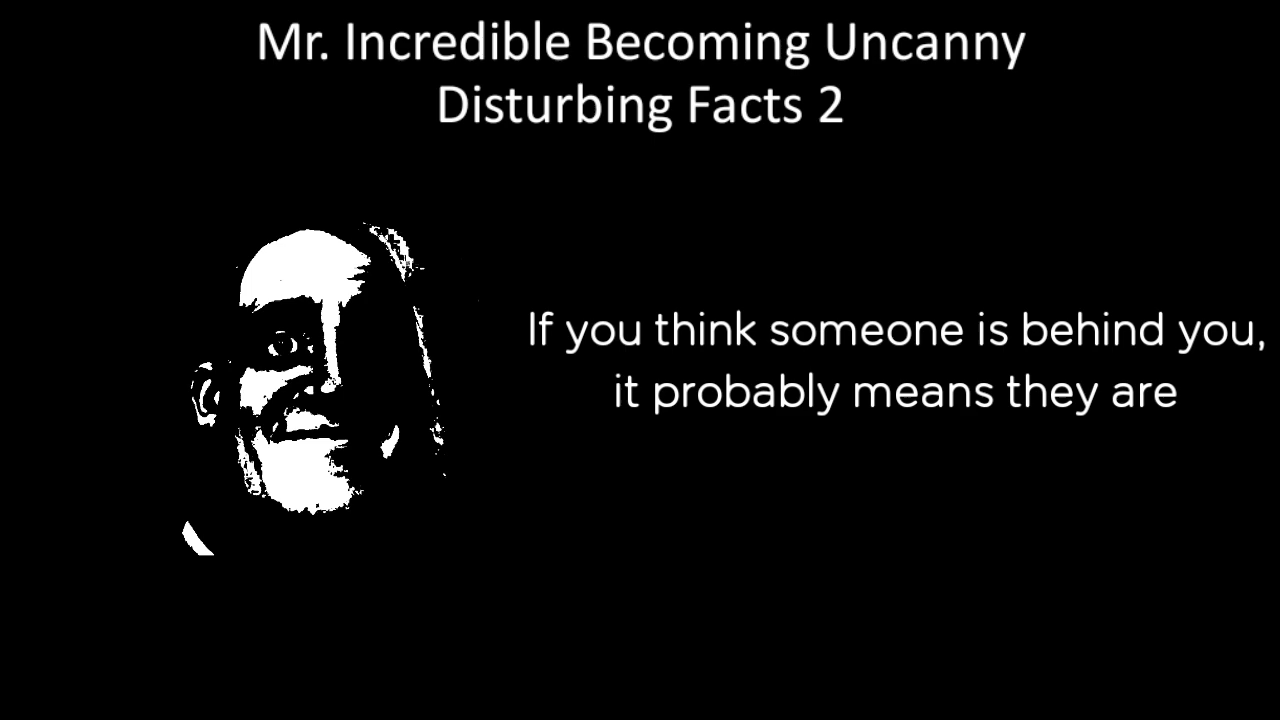 Mr. Incredible Becoming Uncanny
Disturbing Facts 2
If you think someone is behind you,
it probably means they are